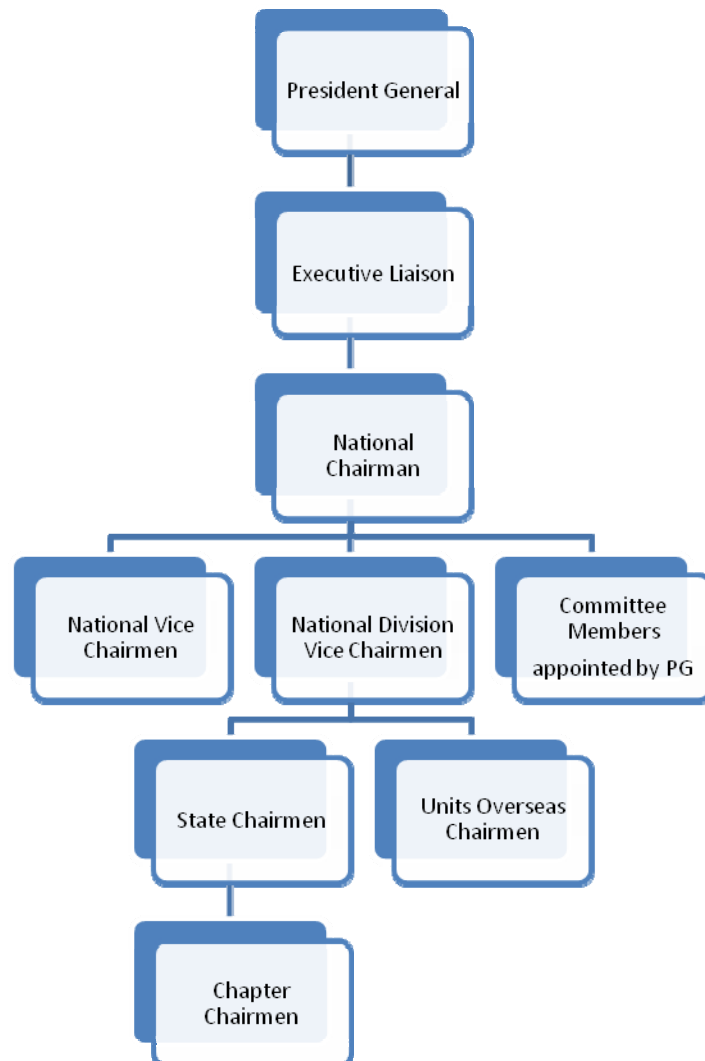 President General
Executive Liaison
National
Chairman
National Vice
Chairmen
National Division
Vice Chairmen
Committee
Members
appointed by PG
State Chairmen
Units Overseas
Chairmen
Chapter
Chairmen